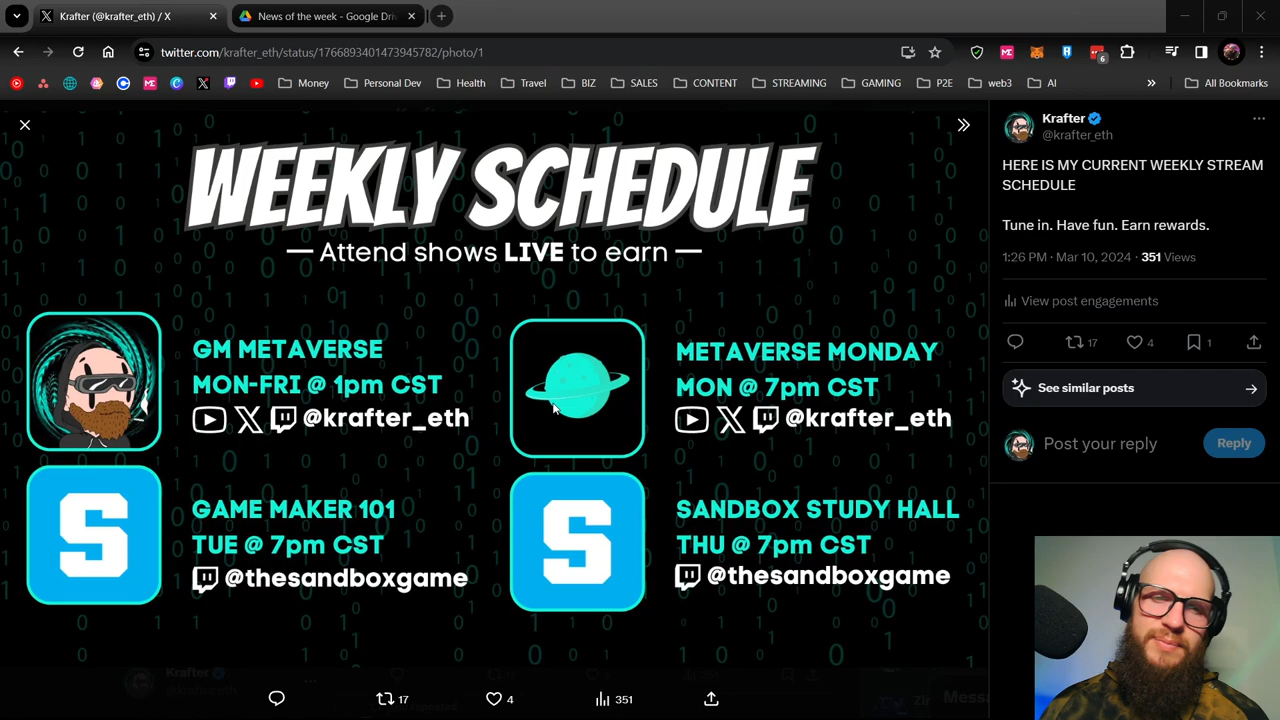 Krafter (@krafter_eth) / X
News of the week - Google Dri
twitter.com/krafter_eth/status/1766893401473945782/photo/1
6
Money
Personal Dev
Health
Travel
BIZ
SALES
CONTENT
STREAMING
GAMING
P2E
web3
AI
All Bookmarks
WEEKLY SCHEDULE
— Attend shows LIVE to earn —
GM METAVERSE
MON-FRI @ 1pm CST
@krafter_eth
METAVERSE MONDAY
MON @ 7pm CST
@krafter_eth
S
GAME MAKER 101
TUE @ 7pm CST
@thesandboxgame
S
SANDBOX STUDY HALL
THU @ 7pm CST
@thesandboxgame
17
4
351
Krafter
@krafter_eth
HERE IS MY CURRENT WEEKLY STREAM
SCHEDULE
Tune in. Have fun. Earn rewards.
1:26 PM · Mar 10, 2024 · 351 Views
View post engagements
17
4
1
See similar posts
Post your reply
Reply